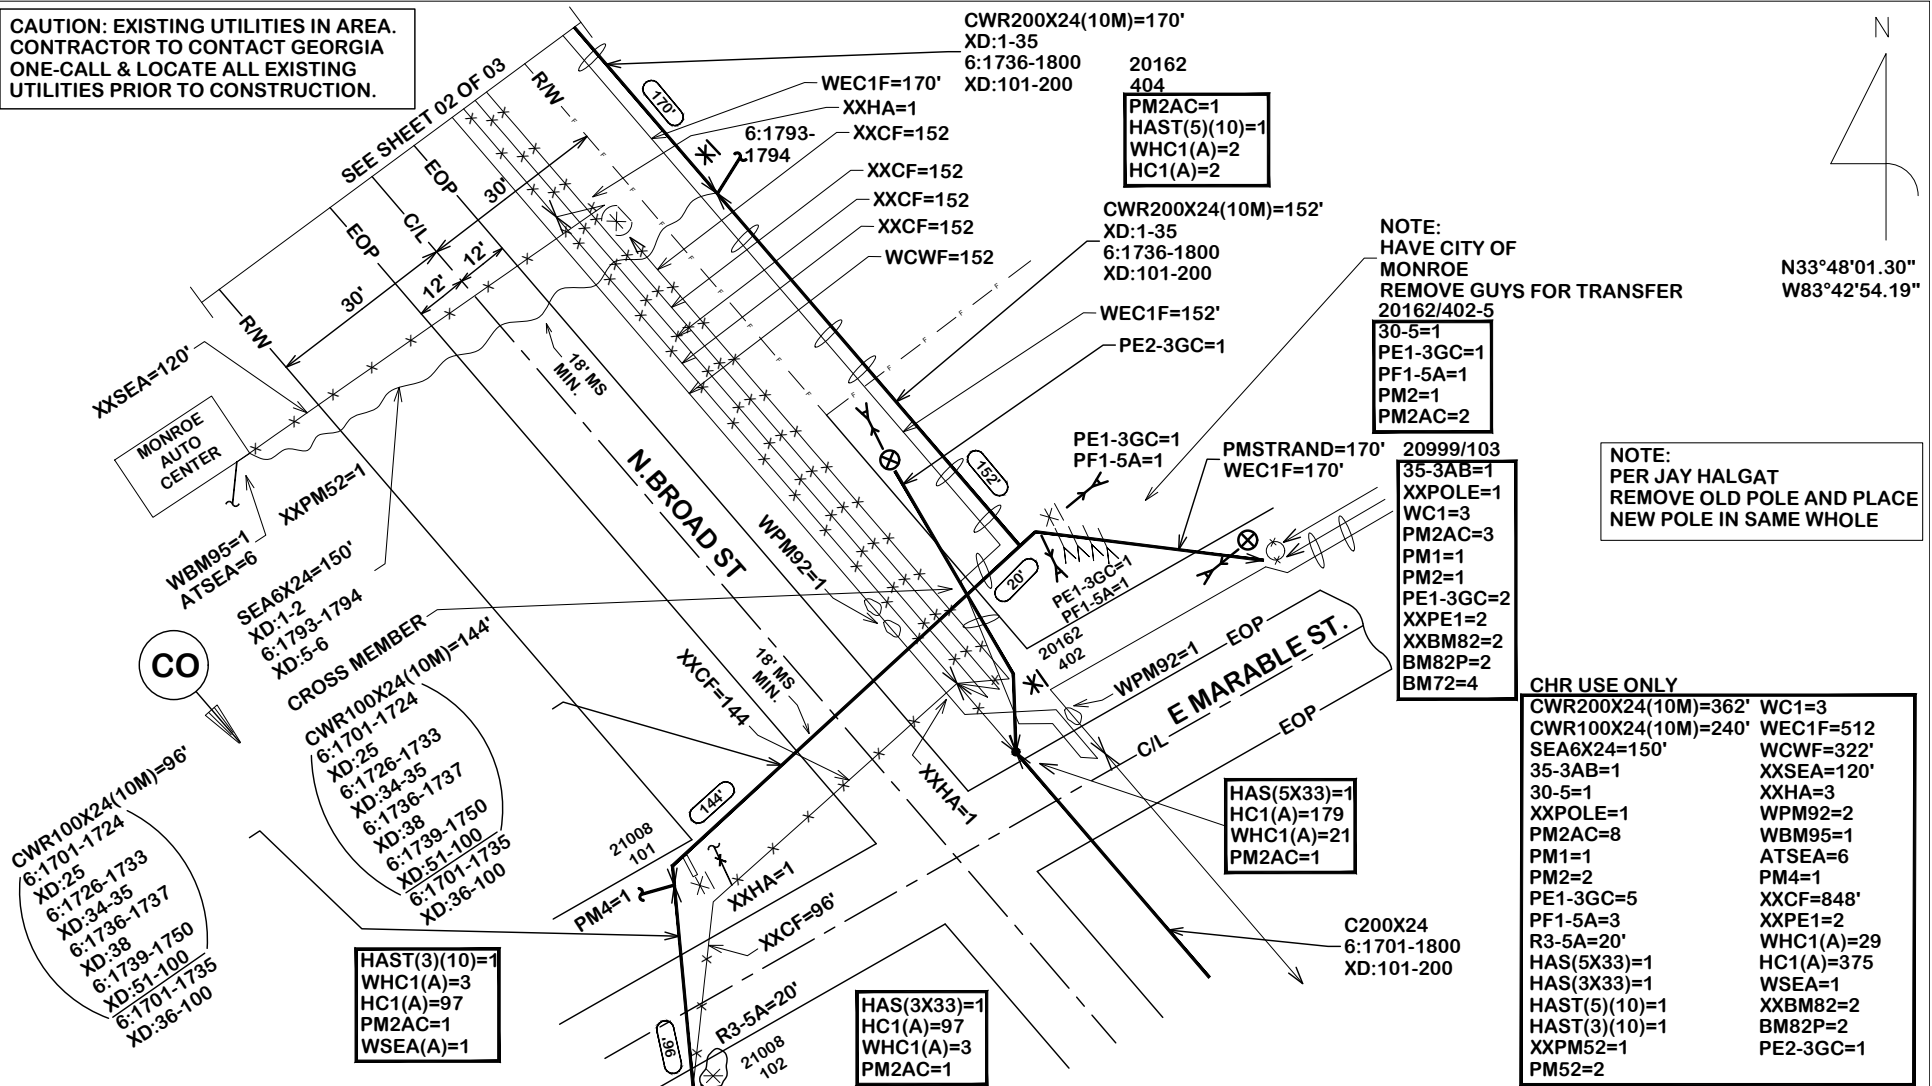 CAUTION: EXISTING UTILITIES IN AREA.
CONTRACTOR TO CONTACT GEORGIA
ONE-CALL & LOCATE ALL EXISTING
UTILITIES PRIOR TO CONSTRUCTION.
SEE SHEET 02 OF 03
R/W
EOP
C/L
EOP
R/W
30'
12'
12'
30'
170'
CWR200X24(10M)=170'
XD:1-35
6:1736-1800
XD:101-200
WEC1F=170'
XXHA=1
XXCF=152
6:1793-
1794
XXCF=152
XXCF=152
XXCF=152
WCWF=152
20162
404
PM2AC=1
HAST(5)(10)=1
WHC1(A)=2
HC1(A)=2
CWR200X24(10M)=152'
XD:1-35
6:1736-1800
XD:101-200
WEC1F=152'
PE2-3GC=1
N
N33°48'01.30"
W83°42'54.19"
NOTE:
HAVE CITY OF
MONROE
REMOVE GUYS FOR TRANSFER
20162/402-5
30-5=1
PE1-3GC=1
PF1-5A=1
PM2=1
PM2AC=2
20999/103
35-3AB=1
XXPOLE=1
WC1=3
PM2AC=3
PM1=1
PM2=1
PE1-3GC=2
XXPE1=2
XXBM82=2
BM82P=2
BM72=4
NOTE:
PER JAY HALGAT
REMOVE OLD POLE AND PLACE
NEW POLE IN SAME WHOLE
PE1-3GC=1
PF1-5A=1
PMSTRAND=170'
WEC1F=170'
152'
20'
PE1-3GC=1
PF1-5A=1
20162
402
WPM92=1
EOP
E MARABLE ST.
C/L
EOP
XXSEA=120'
MONROE
AUTO
CENTER
18' MS
MIN.
N.BROAD ST
WPM92=1
XXPM52=1
WBM95=1
ATSEA=6
SEA6X24=150'
XD:1-2
6:1793-1794
XD:5-6
CROSS MEMBER
CO
CWR100X24(10M)=144'
6:1701-1724
XD:25
6:1726-1733
XD:34-35
6:1736-1737
XD:38
6:1739-1750
XD:51-100
6:1701-1735
XD:36-100
XXCF=144
18' MS
MIN.
144'
XXHA=1
CWR100X24(10M)=96'
6:1701-1724
XD:25
6:1726-1733
XD:34-35
6:1736-1737
XD:38
6:1739-1750
XD:51-100
6:1701-1735
XD:36-100
21008
101
PM4=1
XXHA=1
XXCF=96'
HAST(3)(10)=1
WHC1(A)=3
HC1(A)=97
PM2AC=1
WSEA(A)=1
96'
R3-5A=20'
21008
102
HAS(3X33)=1
HC1(A)=97
WHC1(A)=3
PM2AC=1
HAS(5X33)=1
HC1(A)=179
WHC1(A)=21
PM2AC=1
C200X24
6:1701-1800
XD:101-200
CHR USE ONLY
CWR200X24(10M)=362' WC1=3
CWR100X24(10M)=240' WEC1F=512
SEA6X24=150' WCWF=322'
35-3AB=1 XXSEA=120'
30-5=1 XXHA=3
XXPOLE=1 WPM92=2
PM2AC=8 WBM95=1
PM1=1 ATSEA=6
PM2=2 PM4=1
PE1-3GC=5 XXCF=848'
PF1-5A=3 XXPE1=2
R3-5A=20' WHC1(A)=29
HAS(5X33)=1 HC1(A)=375
HAS(3X33)=1 WSEA=1
HAST(5)(10)=1 XXBM82=2
HAST(3)(10)=1 BM82P=2
XXPM52=1 PE2-3GC=1
PM52=2